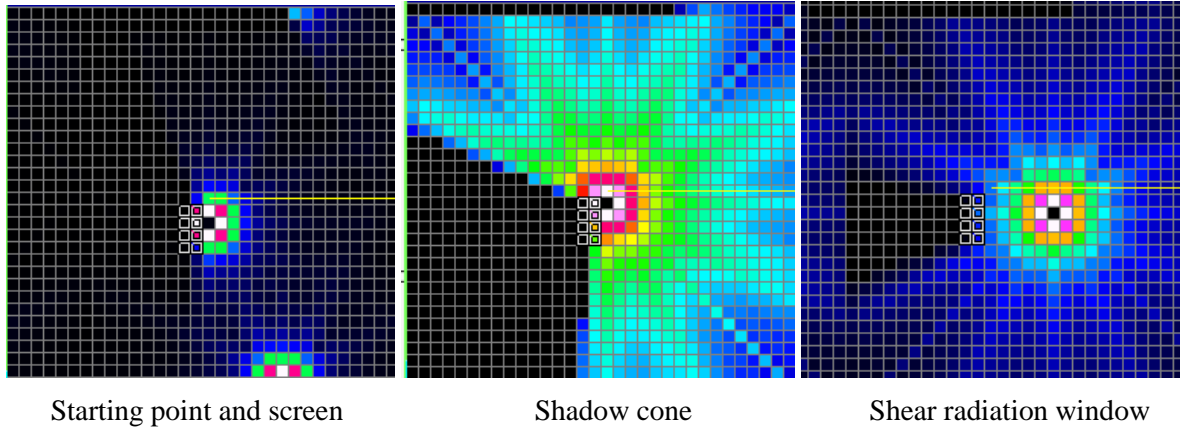 Starting point and screen
Shadow cone
Shear radiation window